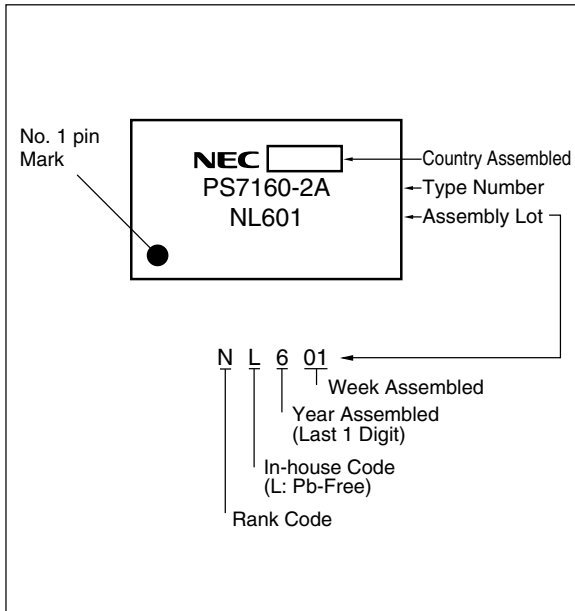 No. 1 pin
Mark
NEC
Country Assembled
PS7160-2A
Type Number
NL601
Assembly Lot
N L 6 01
Week Assembled
Year Assembled
(Last 1 Digit)
In-house Code
(L: Pb-Free)
Rank Code